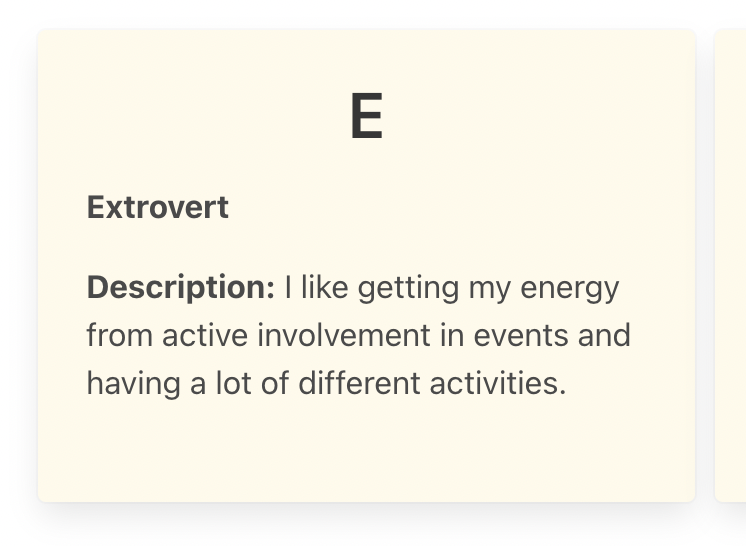 E
Extrovert
Description: I like getting my energy
from active involvement in events and
having a lot of different activities.